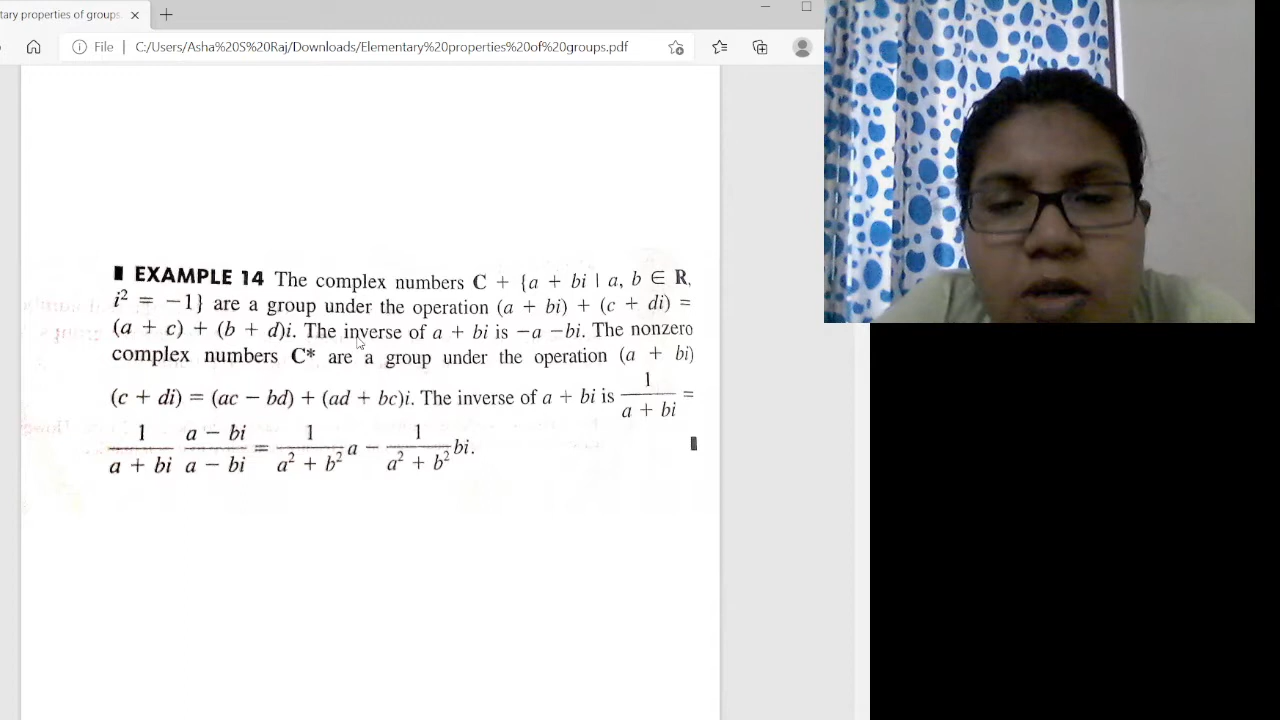 tary properties of groups.
File C:/Users/Asha%20S%20Raj/Downloads/Elementary%20properties%20of%20groups.pdf
EXAMPLE 14 The complex numbers C + {a + bi | a, b ∈ R,
i² = −1} are a group under the operation (a + bi) + (c + di) =
(a + c) + (b + d)i. The inverse of a + bi is −a −bi. The nonzero
complex numbers C* are a group under the operation (a + bi)
(c + di) = (ac − bd) + (ad + bc)i. The inverse of a + bi is 1/(a + bi) =
1/(a + bi) (a − bi)/(a − bi) = 1/(a² + b²) a − 1/(a² + b²) bi.